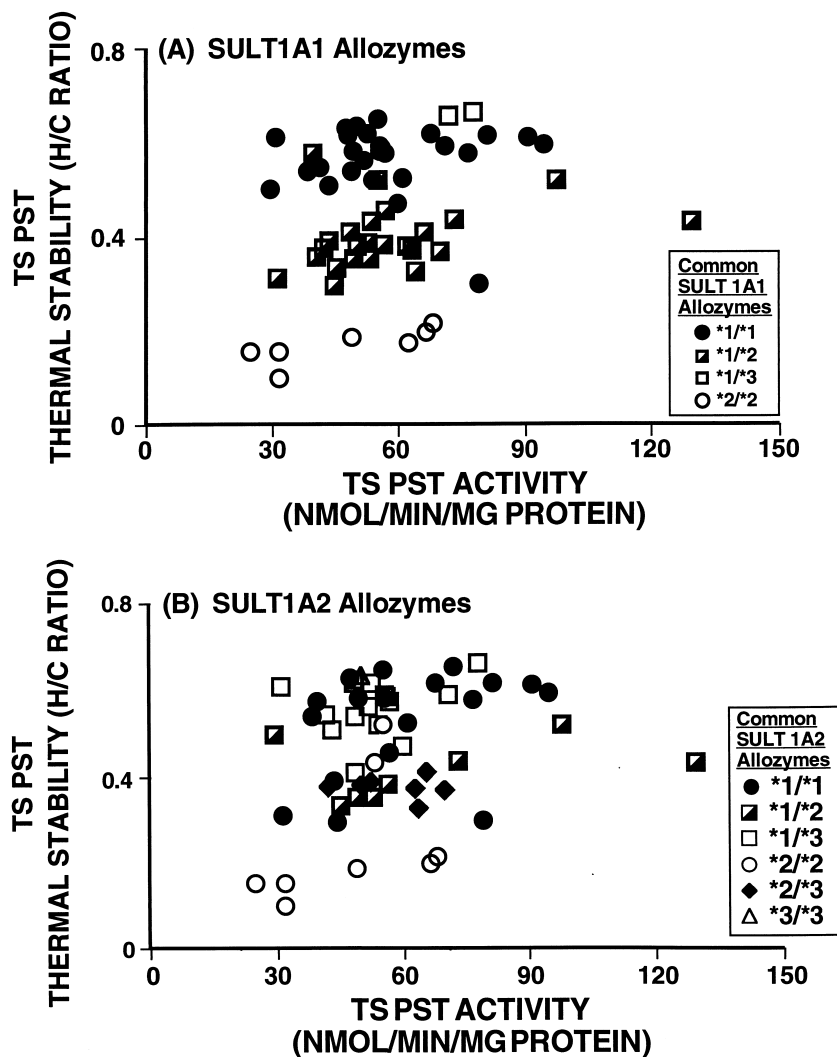 (A) SULT1A1 Allozymes
TS PST
THERMAL STABILITY (H/C RATIO)
0.8
0.4
0
Common
SULT 1A1
Allozymes
*1/*1
*1/*2
*1/*3
*2/*2
0 30 60 90 120 150
TS PST ACTIVITY
(NMOL/MIN/MG PROTEIN)
(B) SULT1A2 Allozymes
TS PST
THERMAL STABILITY (H/C RATIO)
0.8
0.4
0
Common
SULT 1A2
Allozymes
*1/*1
*1/*2
*1/*3
*2/*2
*2/*3
*3/*3
0 30 60 90 120 150
TS PST ACTIVITY
(NMOL/MIN/MG PROTEIN)